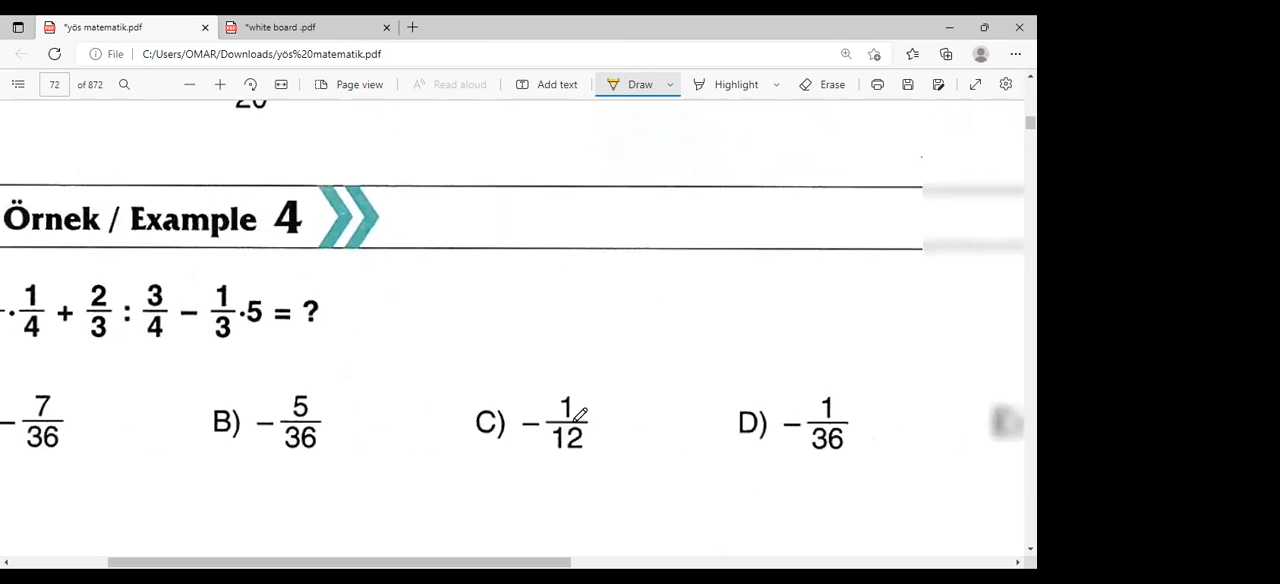 *yös matematik.pdf
*white board .pdf
File
C:/Users/OMAR/Downloads/yös%20matematik.pdf
72 of 872
Page view
Read aloud
Add text
Draw
Highlight
Erase
Örnek / Example 4
· 1/4 + 2/3 : 3/4 − 1/3 · 5 = ?
− 7/36
B) − 5/36
C) − 1/12
D) − 1/36